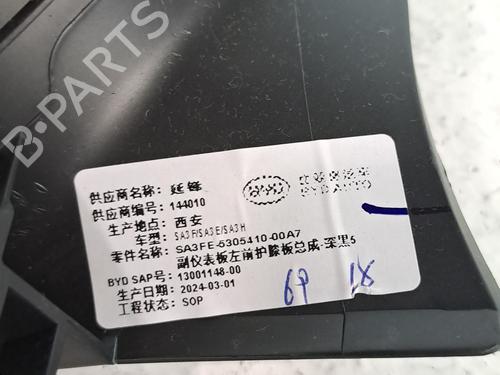 B-PARTS
供应商名称： 延锋
供应商编号： 144010
生产地点： 西安
车型： SA3F/SA3E/SA3H
零件名称： SA3FE-5305410-00A7
副仪表板左前护膝板总成-深黑5
BYD SAP号： 13001148-00
生产日期： 2024-03-01
工程状态： SOP
BYD AUTO